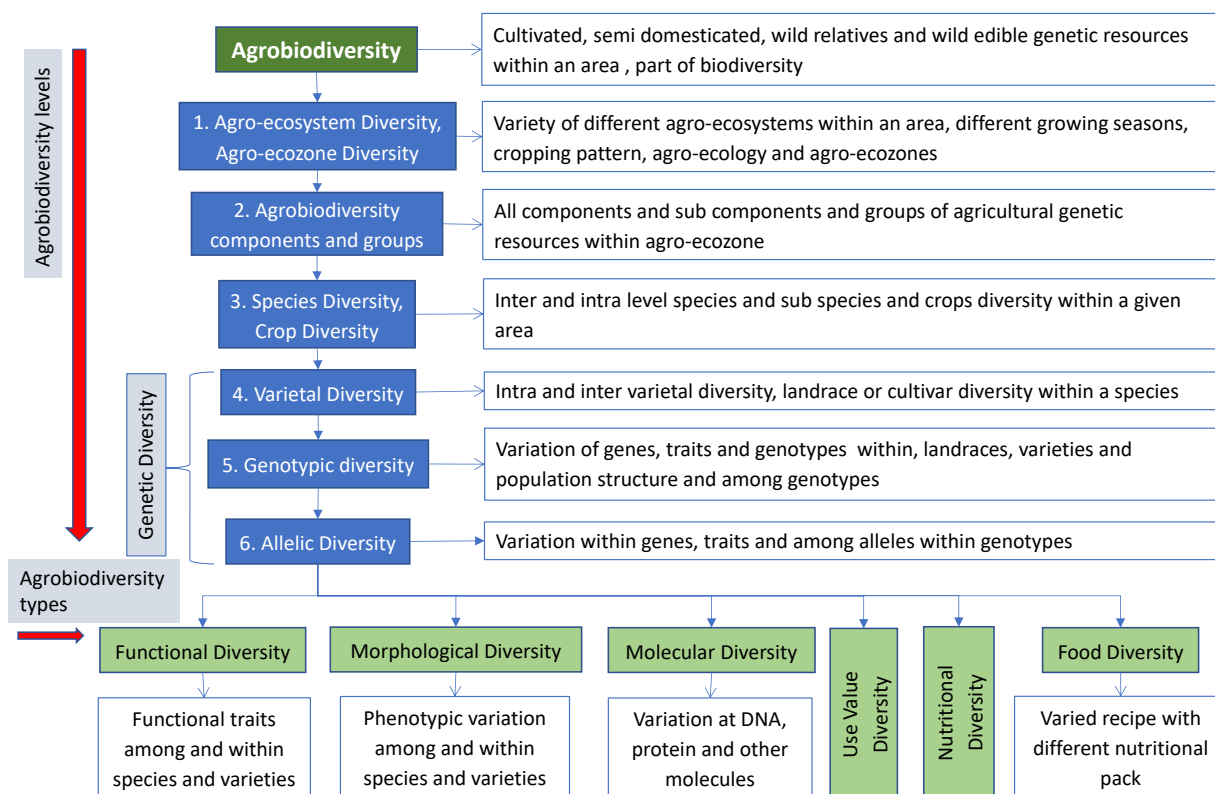 Agrobiodiversity levels
Agrobiodiversity
Cultivated, semi domesticated, wild relatives and wild edible genetic resources
within an area , part of biodiversity
1. Agro-ecosystem Diversity,
Agro-ecozone Diversity
Variety of different agro-ecosystems within an area, different growing seasons,
cropping pattern, agro-ecology and agro-ecozones
2. Agrobiodiversity
components and groups
All components and sub components and groups of agricultural genetic
resources within agro-ecozone
3. Species Diversity,
Crop Diversity
Inter and intra level species and sub species and crops diversity within a given
area
Genetic Diversity
4. Varietal Diversity
Intra and inter varietal diversity, landrace or cultivar diversity within a species
5. Genotypic diversity
Variation of genes, traits and genotypes within, landraces, varieties and
population structure and among genotypes
6. Allelic Diversity
Variation within genes, traits and among alleles within genotypes
Agrobiodiversity
types
Functional Diversity
Functional traits
among and within
species and varieties
Morphological Diversity
Phenotypic variation
among and within
species and varieties
Molecular Diversity
Variation at DNA,
protein and other
molecules
Use Value
Diversity
Nutritional
Diversity
Food Diversity
Varied recipe with
different nutritional
pack